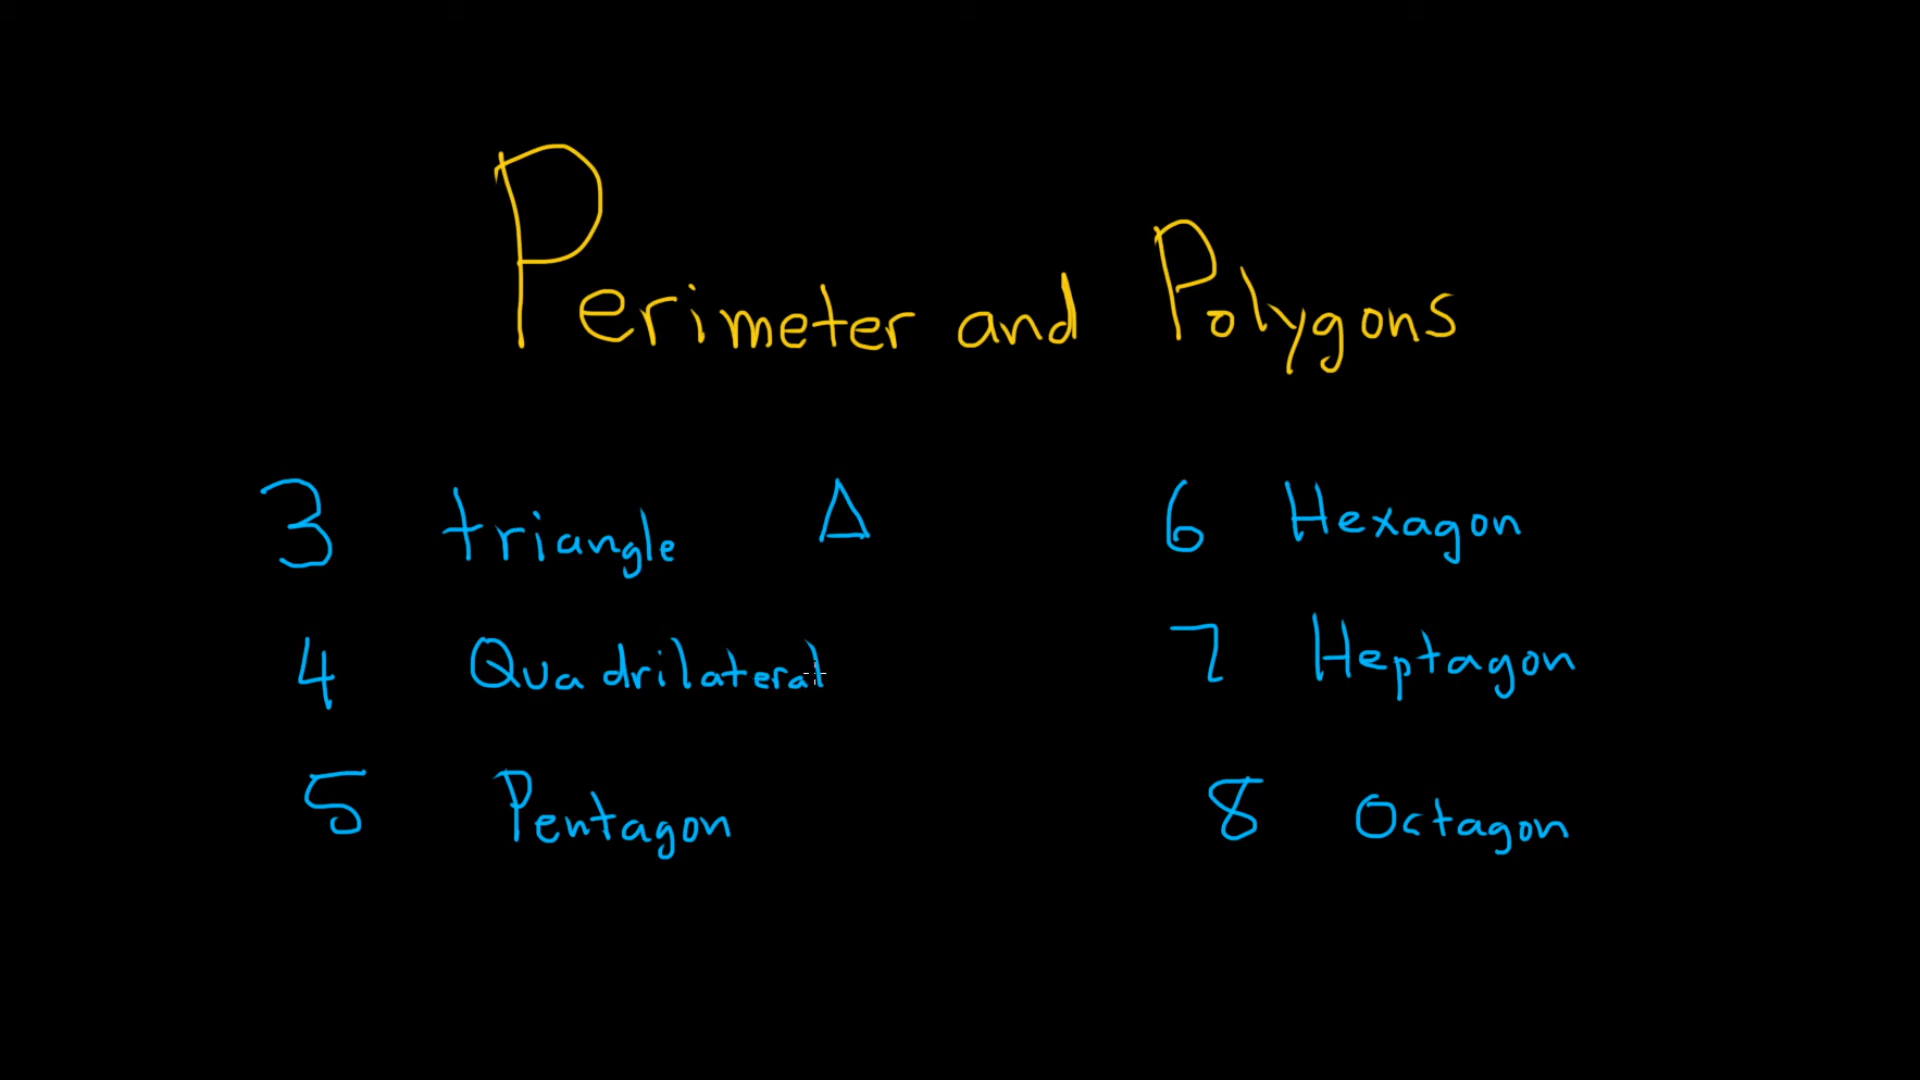 Perimeter and Polygons
3 triangle
4 Quadrilateral
5 Pentagon
6 Hexagon
7 Heptagon
8 Octagon